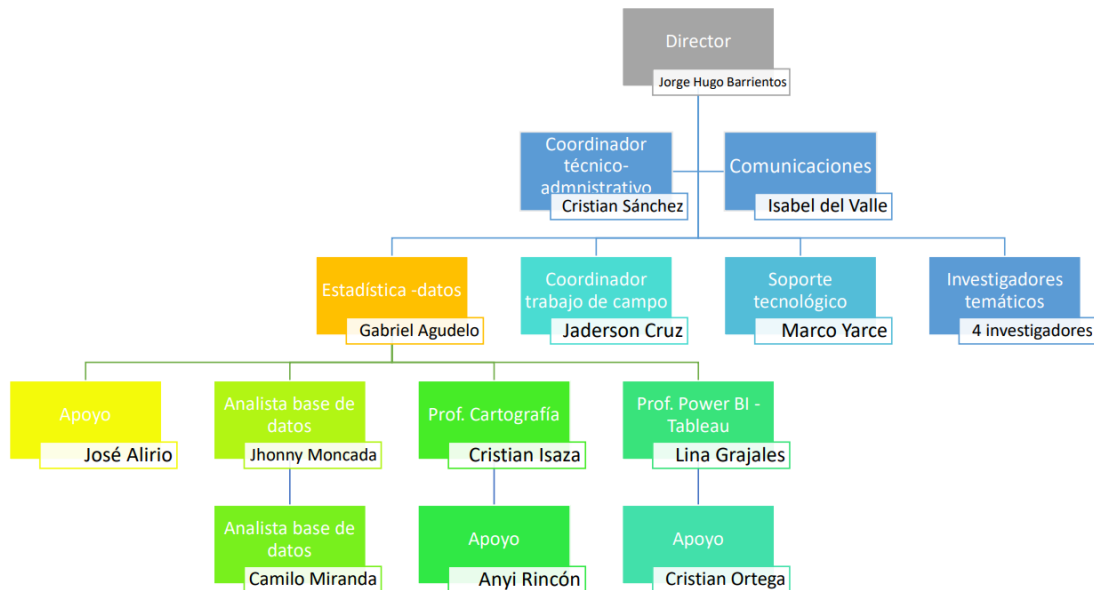 Director
Jorge Hugo Barrientos
Coordinador
técnico-
admnistrativo
Cristian Sánchez
Comunicaciones
Isabel del Valle
Estadística -datos
Gabriel Agudelo
Coordinador
trabajo de campo
Jaderson Cruz
Soporte
tecnológico
Marco Yarce
Investigadores
temáticos
4 investigadores
Apoyo
José Alirio
Analista base de
datos
Jhonny Moncada
Prof. Cartografía
Cristian Isaza
Prof. Power BI -
Tableau
Lina Grajales
Analista base de
datos
Camilo Miranda
Apoyo
Anyi Rincón
Apoyo
Cristian Ortega